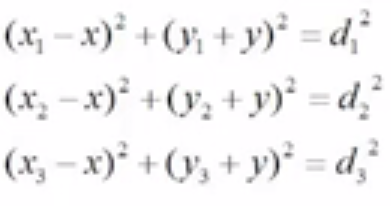 (x₁ − x)² + (y₁ + y)² = d₁²
(x₂ − x)² + (y₂ + y)² = d₂²
(x₃ − x)² + (y₃ + y)² = d₃²